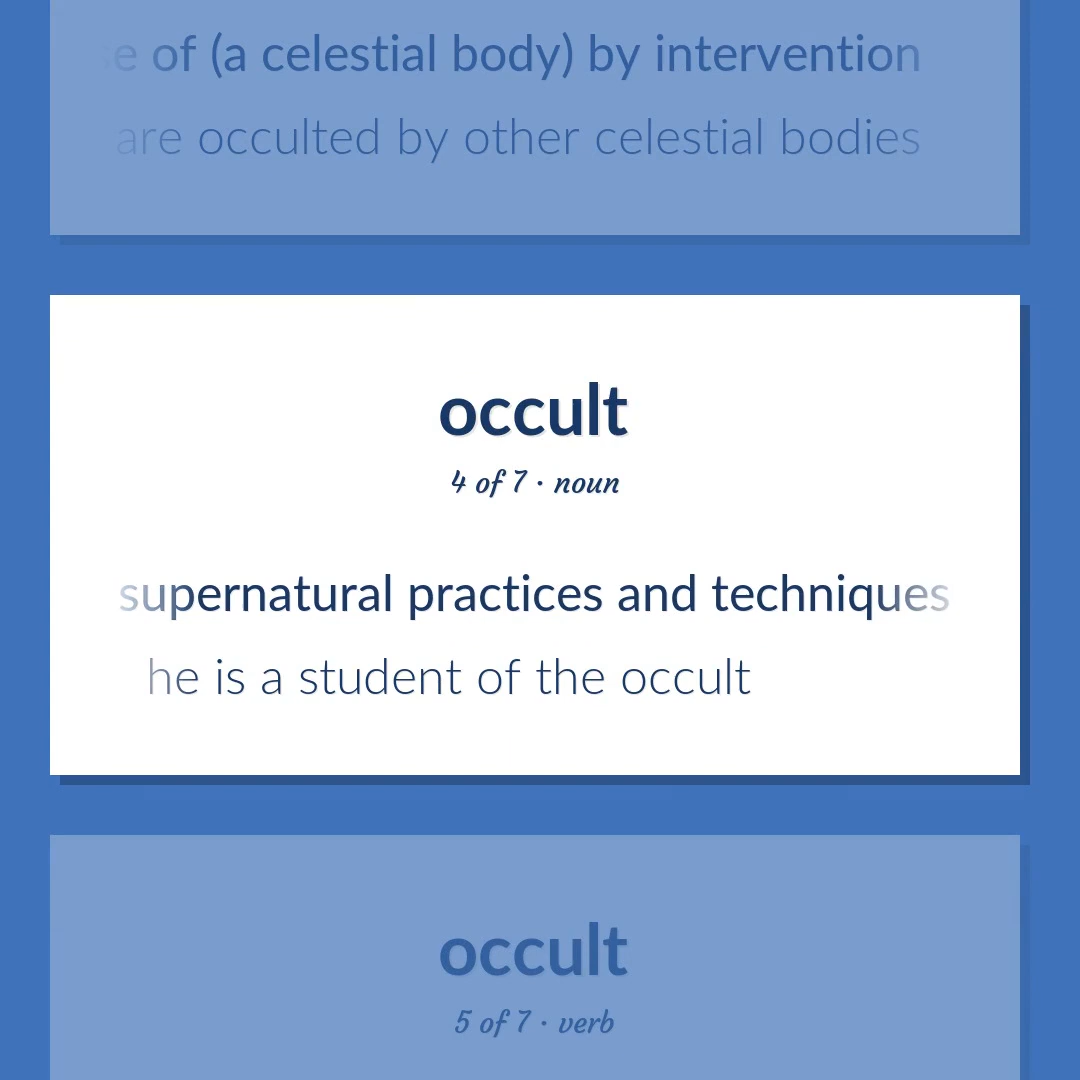 of (a celestial body) by intervention
are occulted by other celestial bodies
occult
4 of 7 · noun
supernatural practices and techniques
he is a student of the occult
occult
5 of 7 · verb